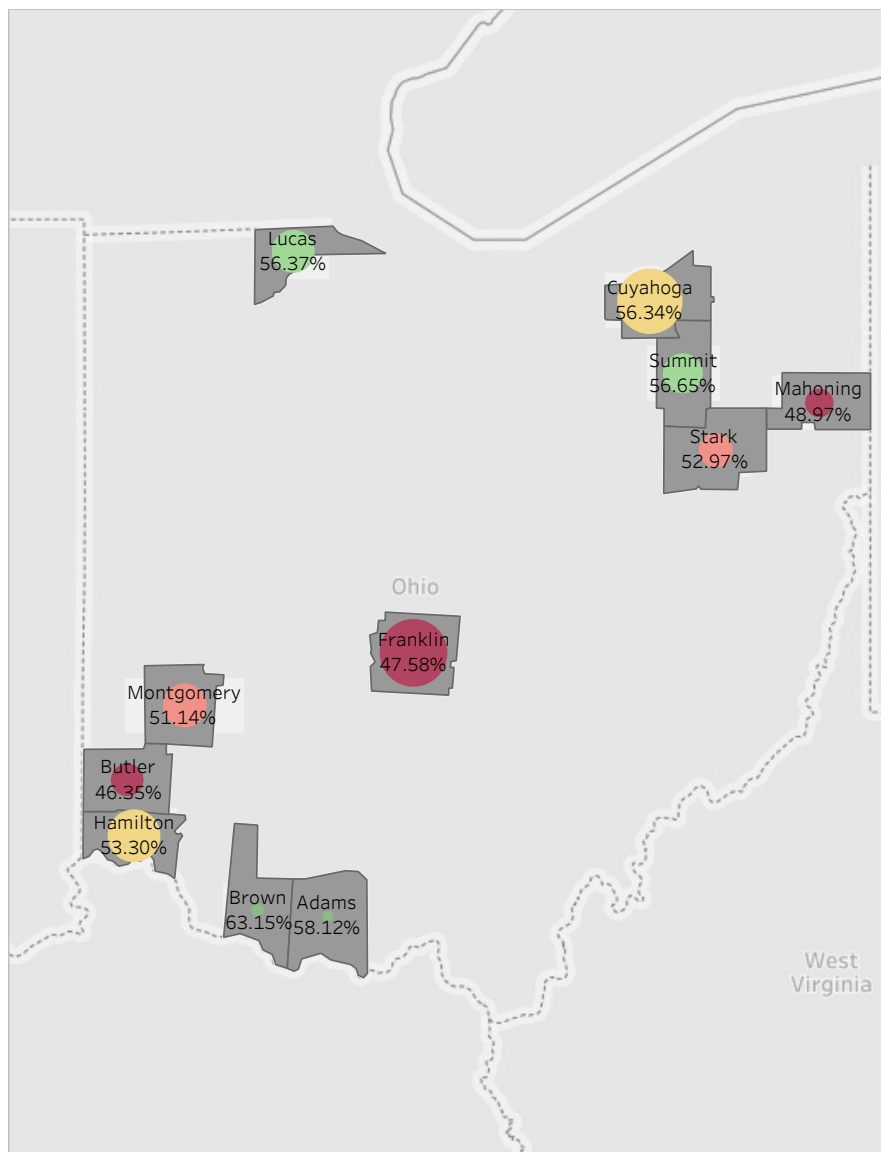 Lucas
56.37%
Cuyahoga
56.34%
Summit
56.65%
Mahoning
48.97%
Stark
52.97%
Ohio
Franklin
47.58%
Montgomery
51.14%
Butler
46.35%
Hamilton
53.30%
Brown
63.15%
Adams
58.12%
West
Virginia